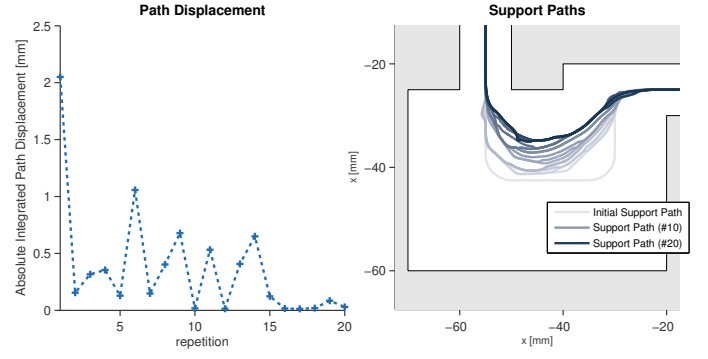 Path Displacement
Absolute Integrated Path Displacement [mm]
2.5
2
1.5
1
0.5
0
5
10
15
20
repetition
Support Paths
x [mm]
−20
−40
−60
Initial Support Path
Support Path (#10)
Support Path (#20)
−60
−40
−20
x [mm]